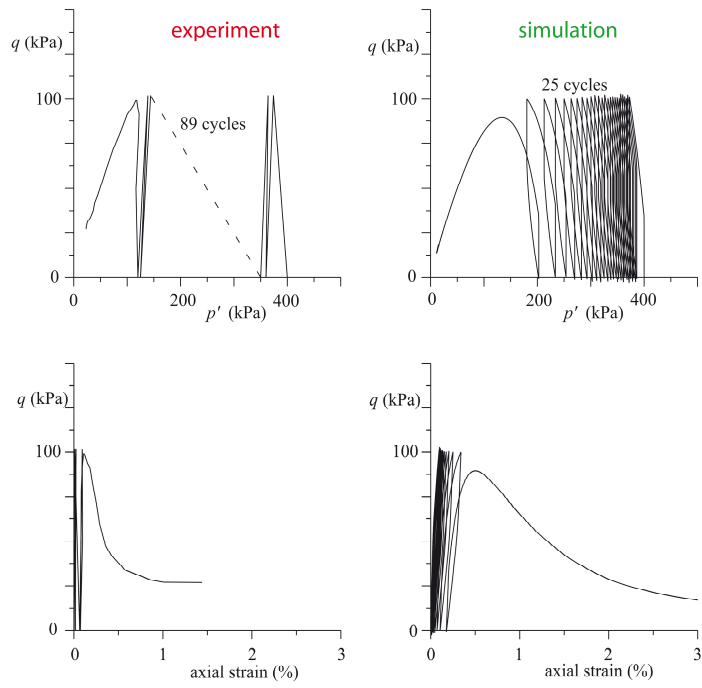 experiment
q (kPa)
100
0
89 cycles
0
200
400
p′ (kPa)
simulation
q (kPa)
100
0
25 cycles
0
200
400
p′ (kPa)
q (kPa)
100
0
0
1
2
3
axial strain (%)
q (kPa)
100
0
0
1
2
3
axial strain (%)